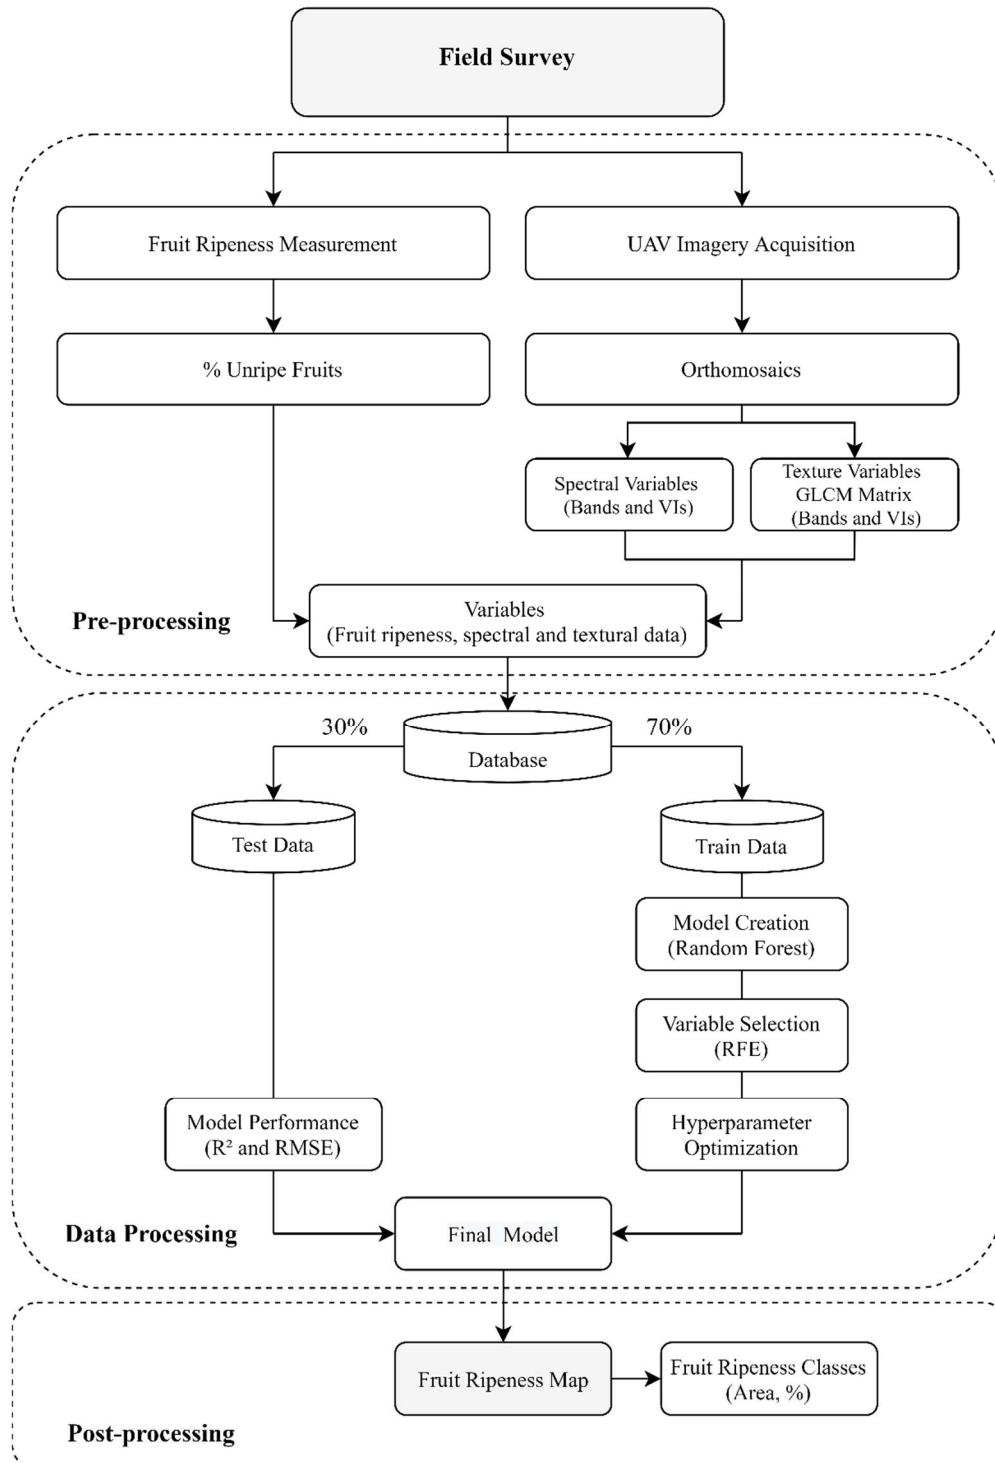 Field Survey
Fruit Ripeness Measurement
UAV Imagery Acquisition
% Unripe Fruits
Orthomosaics
Spectral Variables
(Bands and VIs)
Texture Variables
GLCM Matrix
(Bands and VIs)
Pre-processing
Variables
(Fruit ripeness, spectral and textural data)
30%
70%
Database
Test Data
Train Data
Model Creation
(Random Forest)
Variable Selection
(RFE)
Model Performance
(R² and RMSE)
Hyperparameter
Optimization
Data Processing
Final Model
Fruit Ripeness Map
Fruit Ripeness Classes
(Area, %)
Post-processing